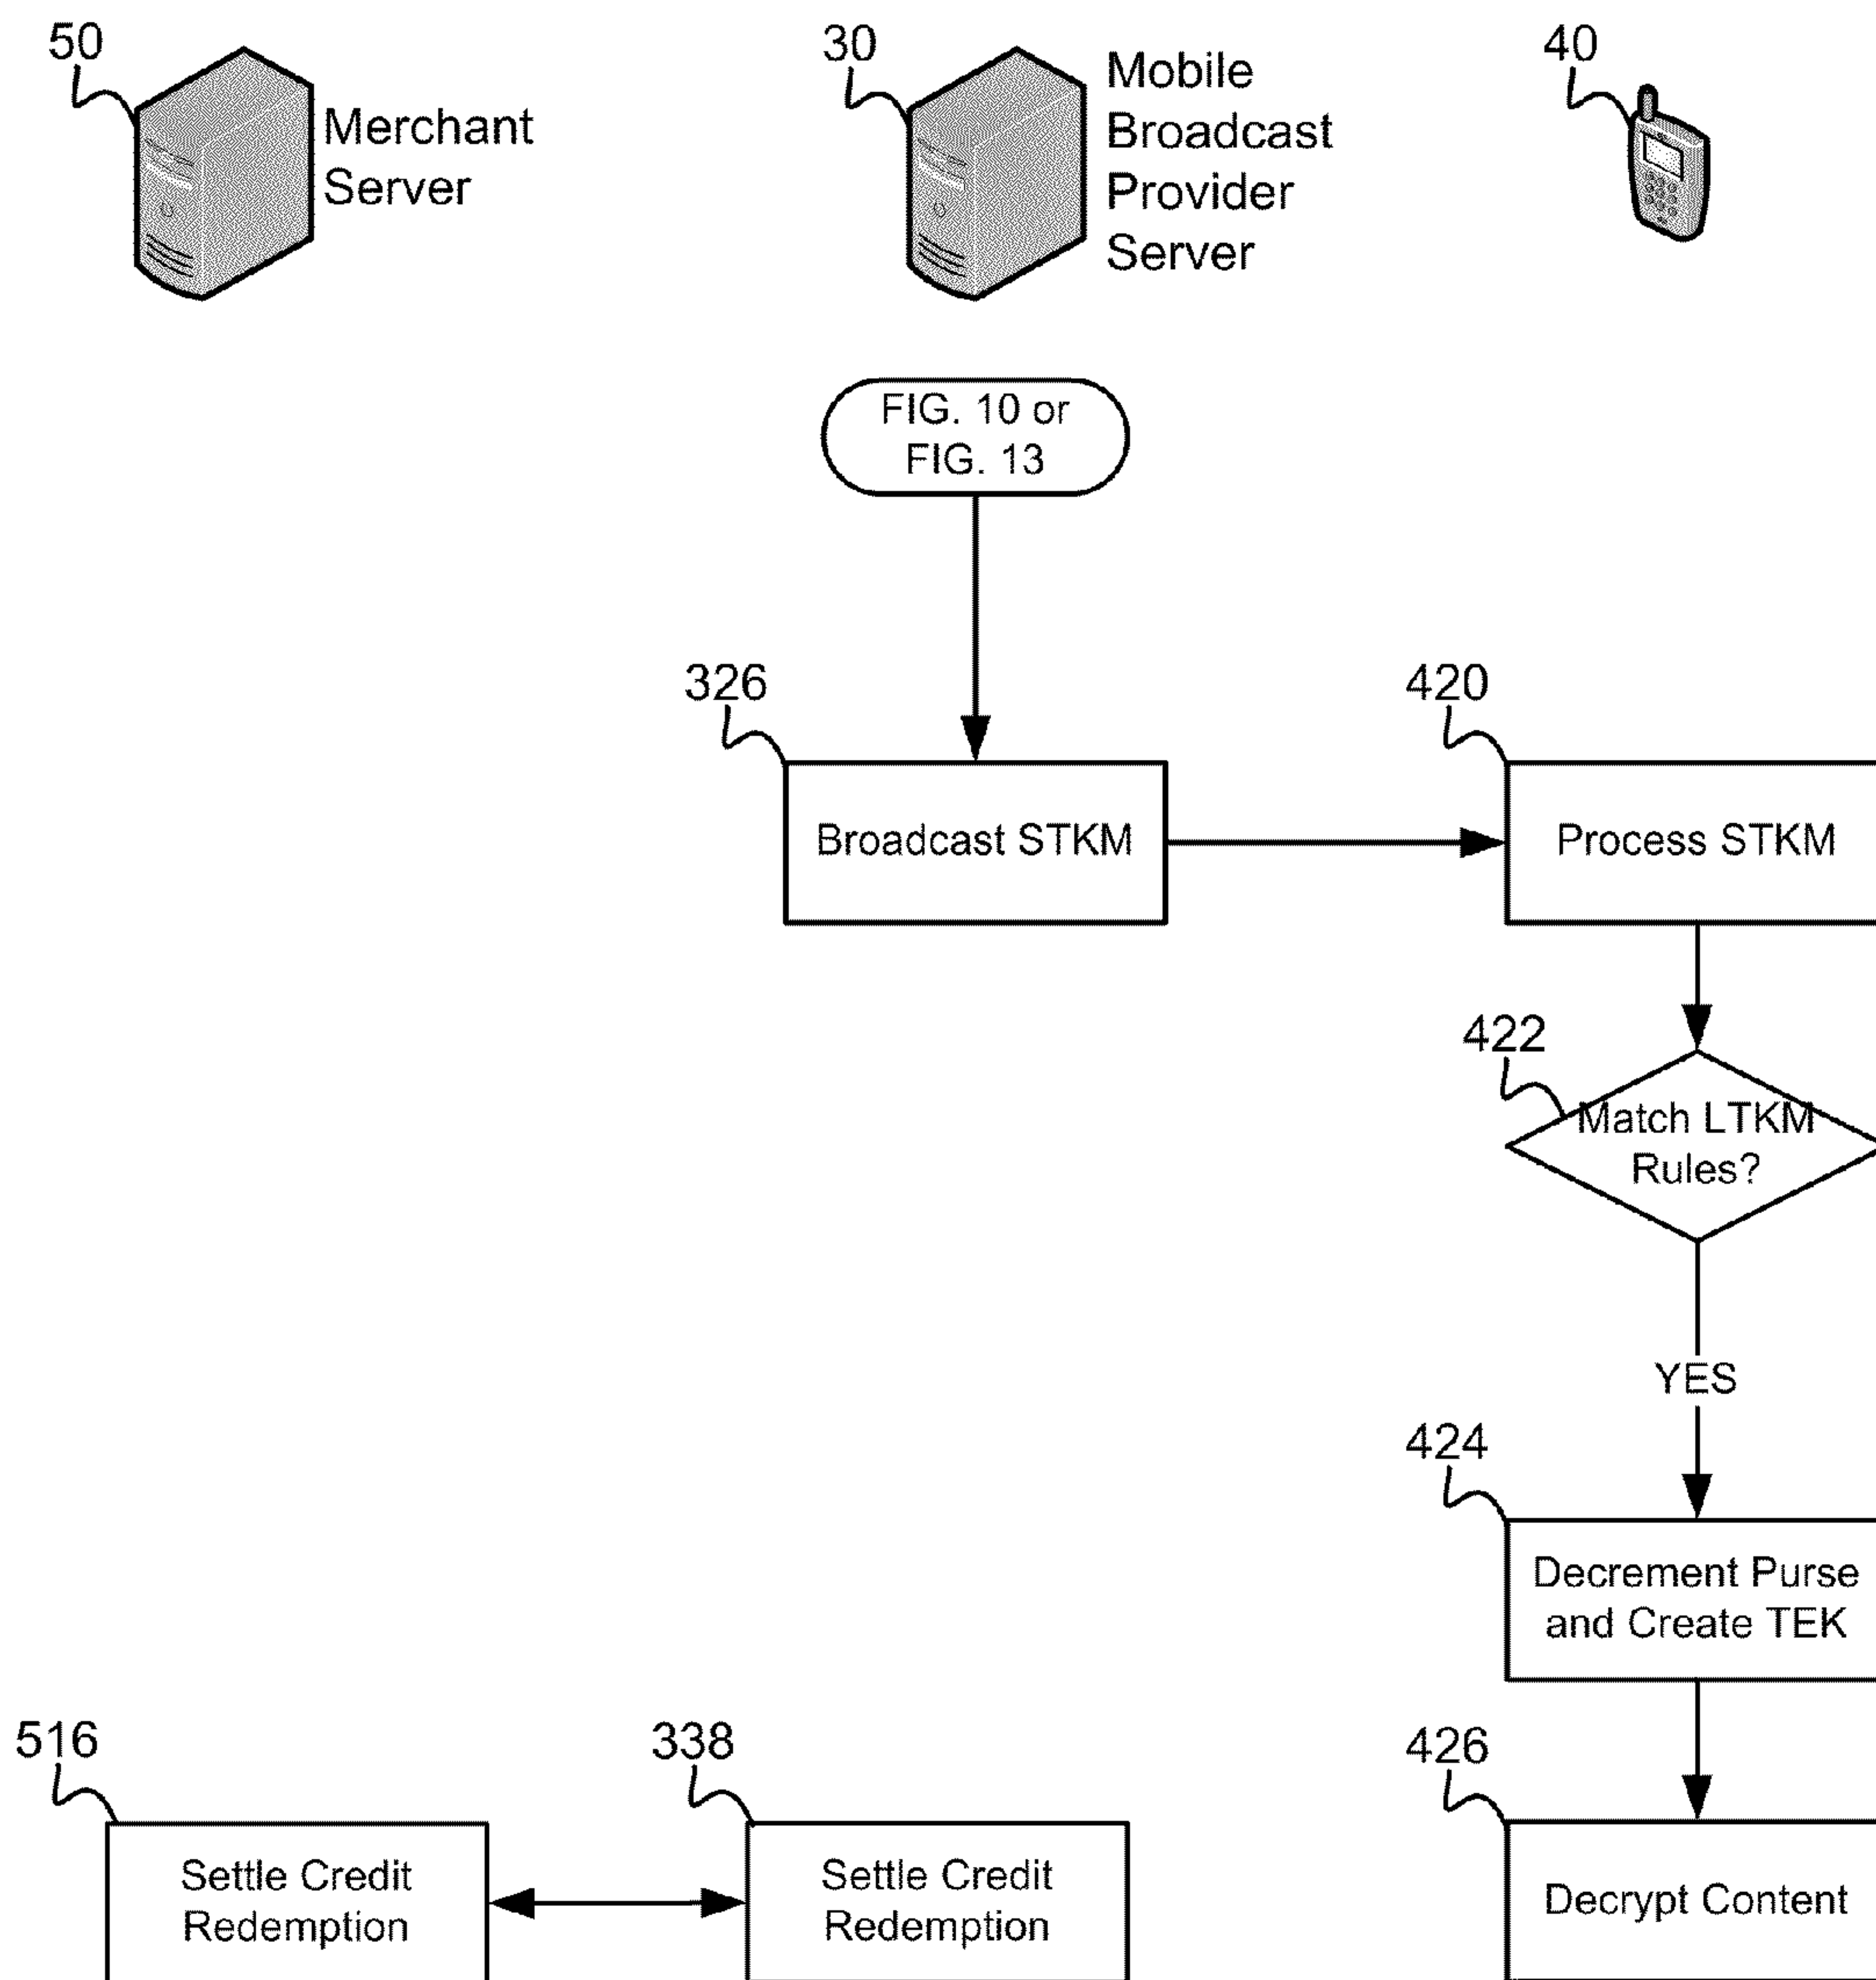 50
Merchant
Server
30
Mobile
Broadcast
Provider
Server
40
FIG. 10 or
FIG. 13
326
Broadcast STKM
420
Process STKM
422
Match LTKM
Rules?
YES
424
Decrement Purse
and Create TEK
516
Settle Credit
Redemption
338
Settle Credit
Redemption
426
Decrypt Content